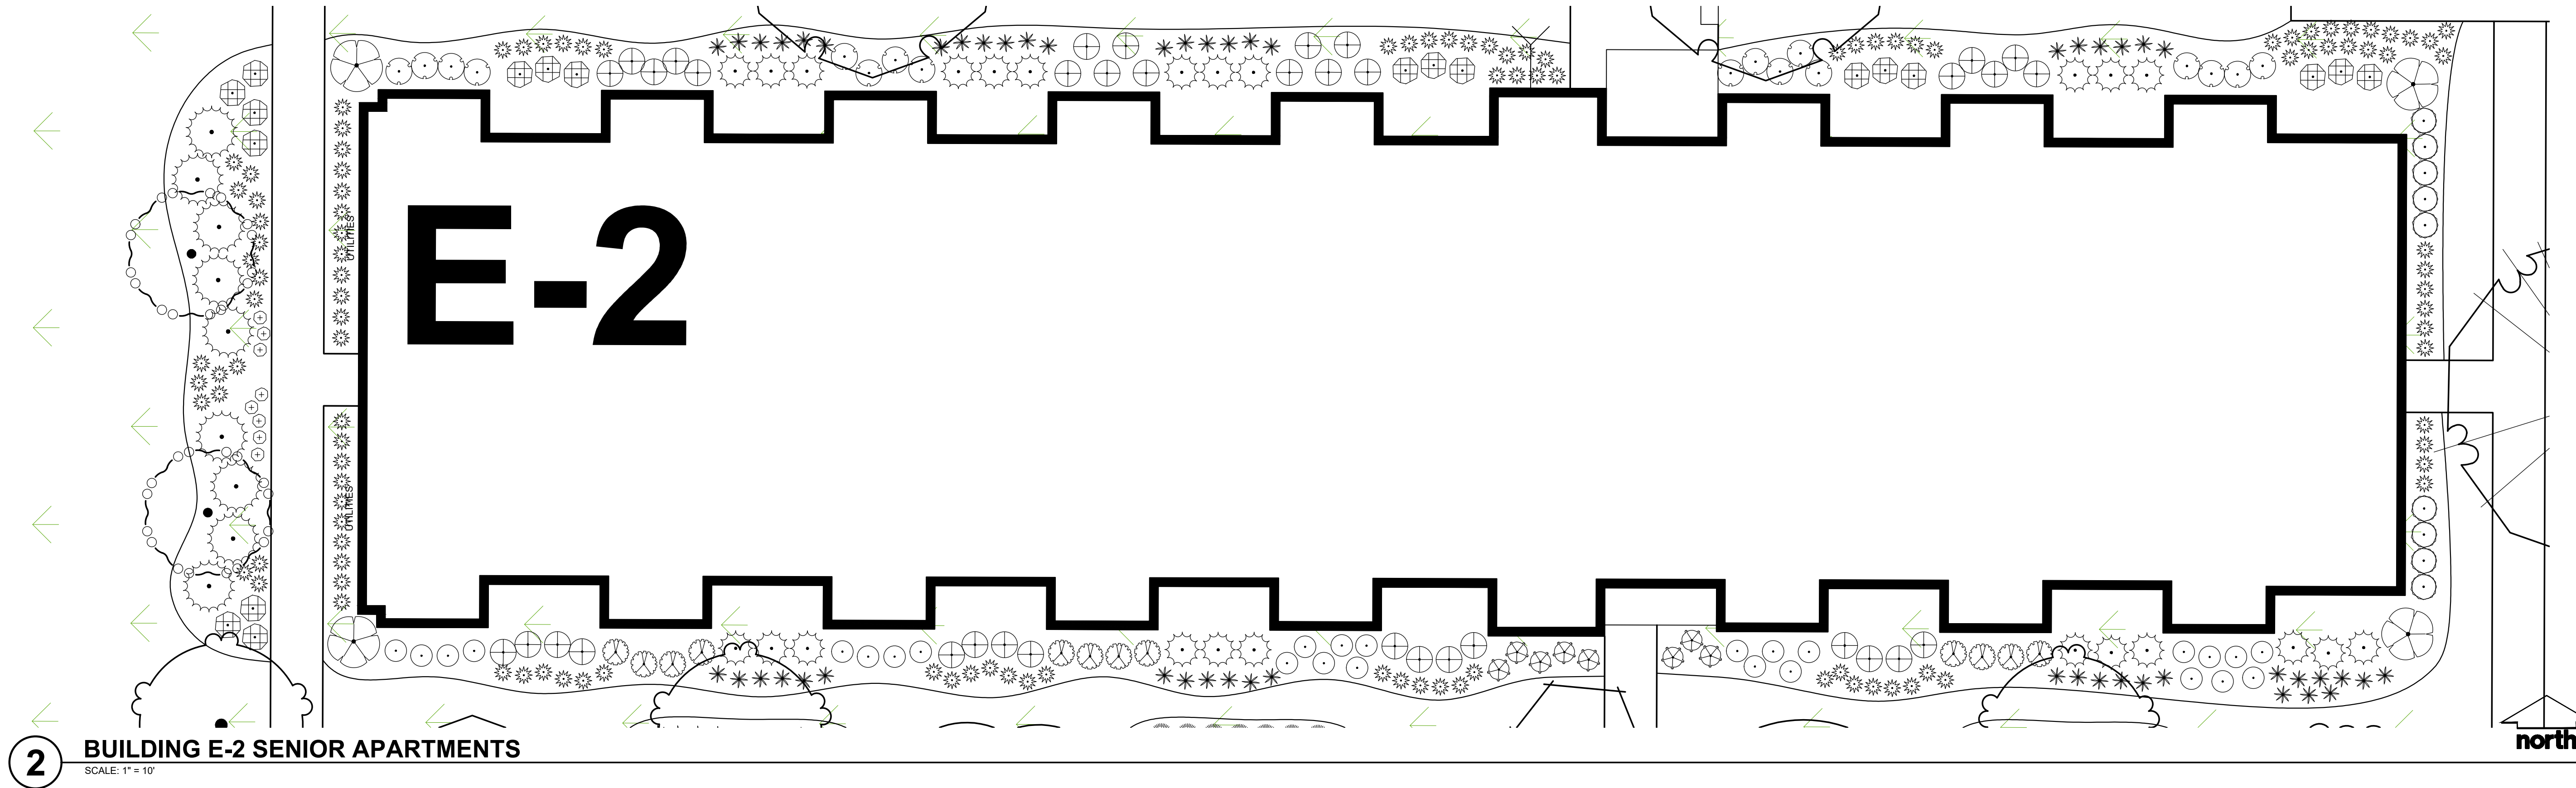 E-2
UTILITIES
UTILITIES
2
BUILDING E-2 SENIOR APARTMENTS
SCALE: 1" = 10'
north